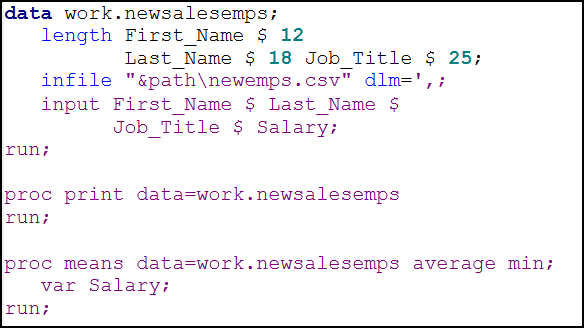 data work.newsalesemps;
length First_Name $ 12
Last_Name $ 18 Job_Title $ 25;
infile "&path\newemps.csv" dlm=',;
input First_Name $ Last_Name $
Job_Title $ Salary;
run;
proc print data=work.newsalesemps
run;
proc means data=work.newsalesemps average min;
var Salary;
run;